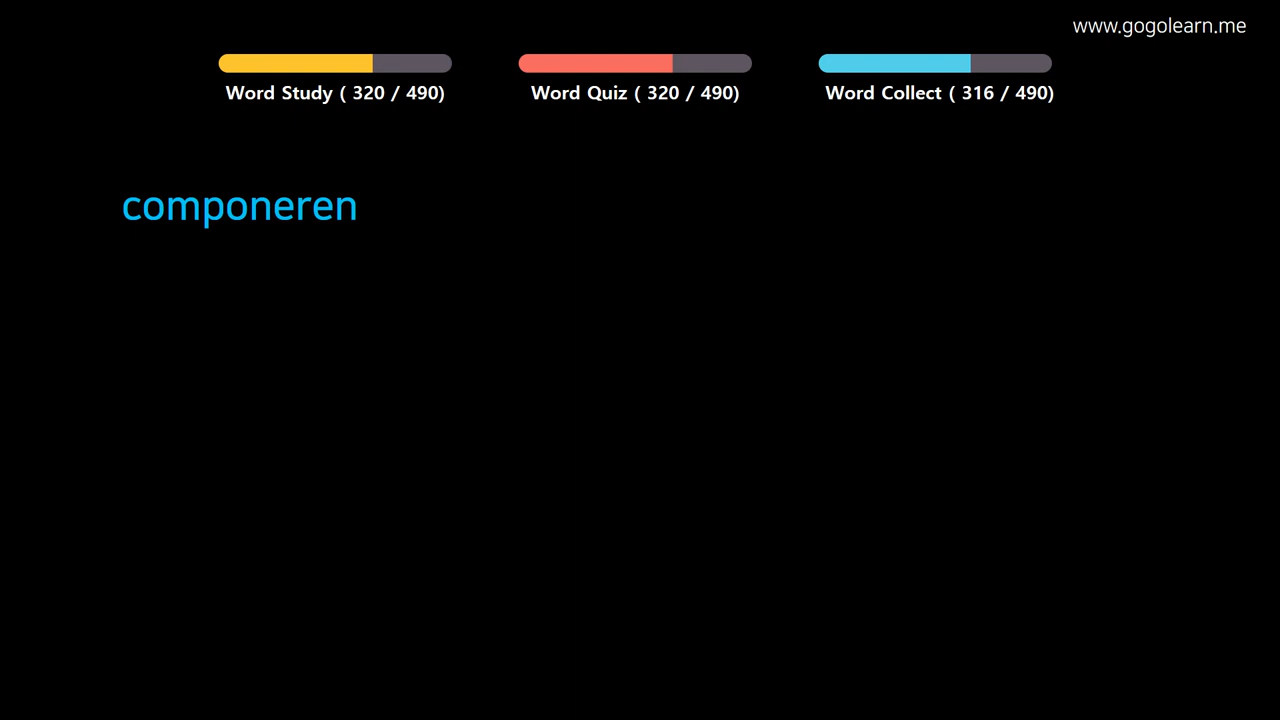 www.gogolearn.me
Word Study ( 320 / 490)
Word Quiz ( 320 / 490)
Word Collect ( 316 / 490)
componeren